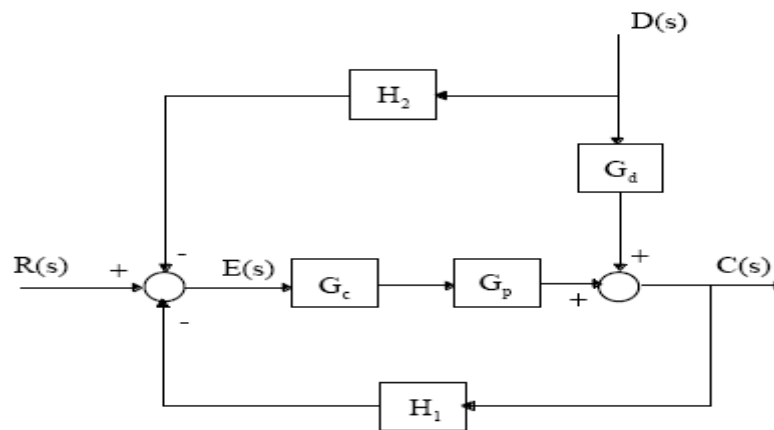 D(s)
H₂
G_d
-
R(s)
+
E(s)
G_c
G_p
+
+
C(s)
-
H₁